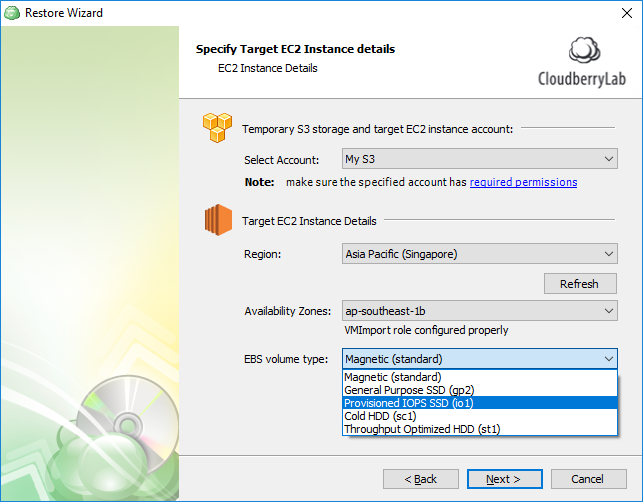 Restore Wizard
Specify Target EC2 Instance details
EC2 Instance Details
CloudberryLab
Temporary S3 storage and target EC2 instance account:
Select Account: My S3
Note: make sure the specified account has required permissions
Target EC2 Instance Details
Region: Asia Pacific (Singapore)
Refresh
Availability Zones: ap-southeast-1b
VMImport role configured properly
EBS volume type: Magnetic (standard)
Magnetic (standard)
General Purpose SSD (gp2)
Provisioned IOPS SSD (io1)
Cold HDD (sc1)
Throughput Optimized HDD (st1)
< Back Next > Cancel